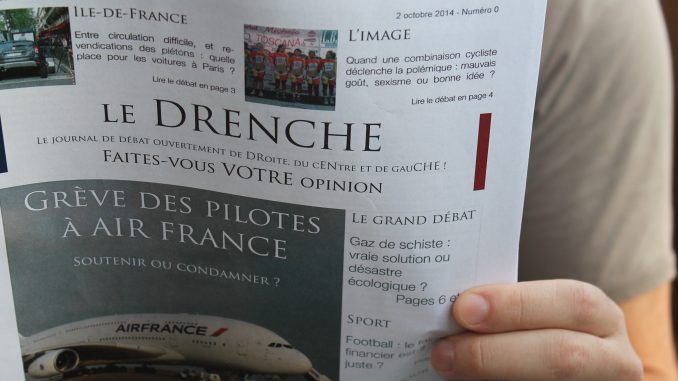 ILE-DE-FRANCE
Entre circulation difficile, et re-
vendications des piétons : quelle
place pour les voitures à Paris ?
Lire le débat en page 3
2 octobre 2014 - Numéro 0
L'IMAGE
Quand une combinaison cycliste
déclenche la polémique : mauvais
goût, sexisme ou bonne idée ?
Lire le débat en page 4
LE DRENCHE
LE JOURNAL DE DÉBAT OUVERTEMENT DE DROITE, DU CENTRE ET DE GAUCHE !
FAITES-VOUS VOTRE OPINION
GRÈVE DES PILOTES
À AIR FRANCE
SOUTENIR OU CONDAMNER ?
AIRFRANCE
LE GRAND DÉBAT
Gaz de schiste :
vraie solution ou
désastre
écologique ?
Pages 6
SPORT
Football : le
financier est
juste ?